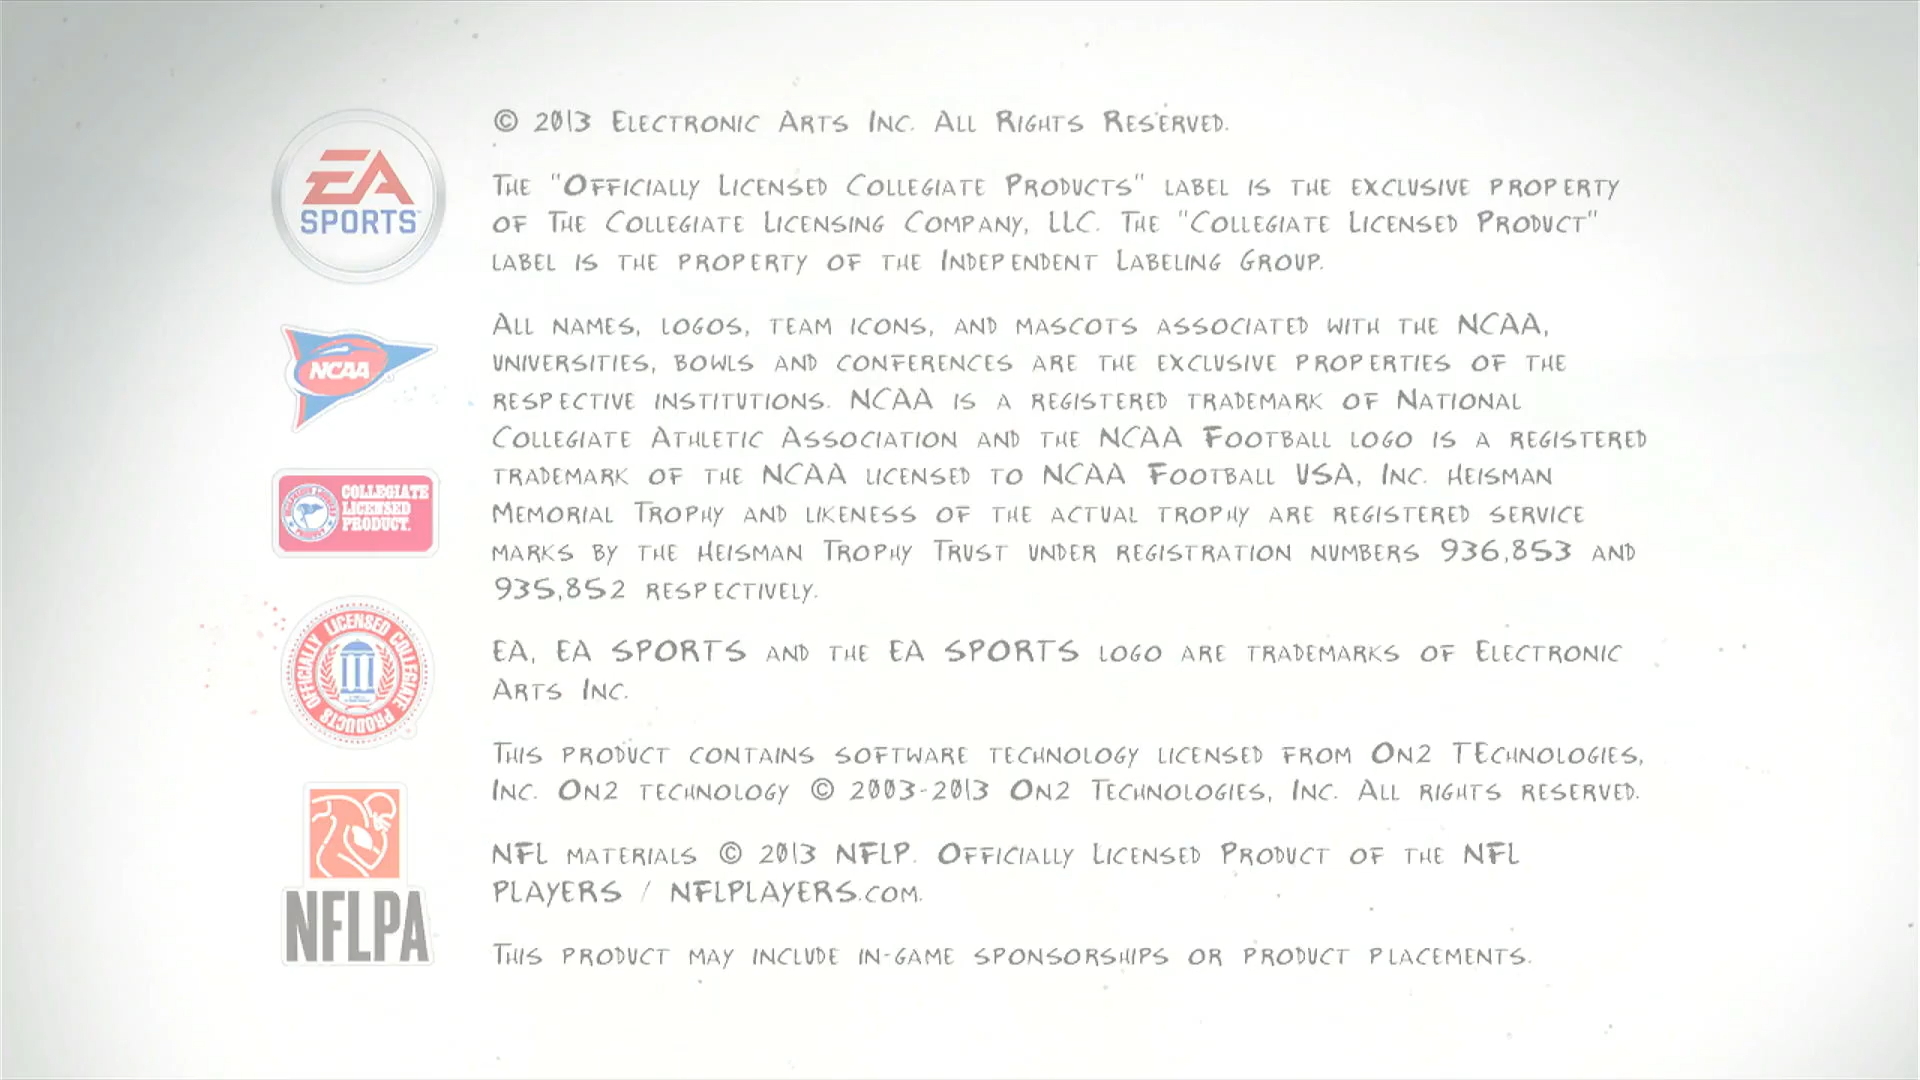 EA
SPORTS
NCAA
COLLEGIATE
LICENSED
PRODUCT.
OFFICIALLY LICENSED COLLEGIATE PRODUCTS
NFLPA
© 2013 Electronic Arts Inc. All Rights Reserved.
The "Officially Licensed Collegiate Products" label is the exclusive property
of The Collegiate Licensing Company, LLC. The "Collegiate Licensed Product"
label is the property of the Independent Labeling Group.
All names, logos, team icons, and mascots associated with the NCAA,
universities, bowls and conferences are the exclusive properties of the
respective institutions. NCAA is a registered trademark of National
Collegiate Athletic Association and the NCAA Football logo is a registered
trademark of the NCAA licensed to NCAA Football USA, Inc. Heisman
Memorial Trophy and likeness of the actual trophy are registered service
marks by the Heisman Trophy Trust under registration numbers 936,853 and
935,852 respectively.
EA, EA SPORTS and the EA SPORTS logo are trademarks of Electronic
Arts Inc.
This product contains software technology licensed from On2 TEchnologies,
Inc. On2 technology © 2003-2013 On2 Technologies, Inc. All rights reserved.
NFL materials © 2013 NFLP. Officially Licensed Product of the NFL
PLAYERS / NFLPLAYERS.com.
This product may include in-game sponsorships or product placements.